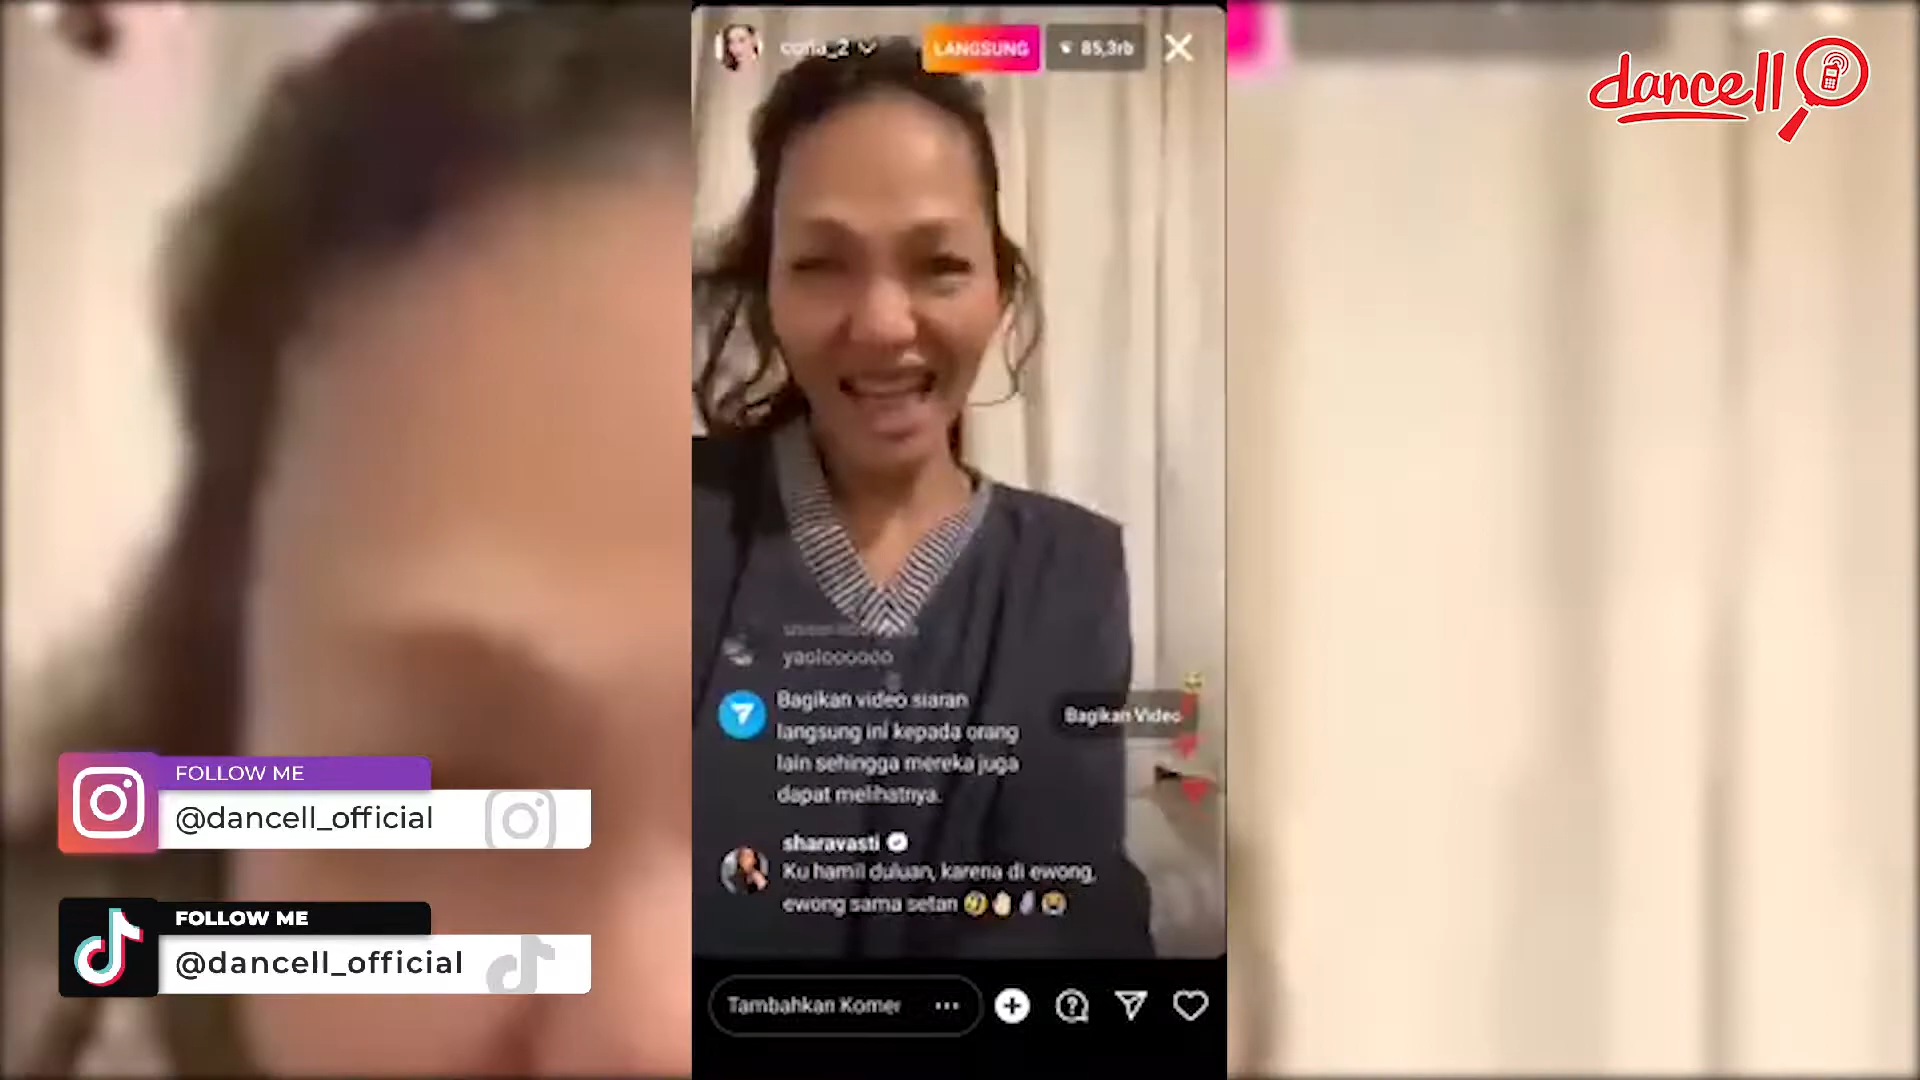 LANGSUNG
85,3rb
dancell
yaoloooooo
Bagikan video siaran
langsung ini kepada orang
lain sehingga mereka juga
dapat melihatnya.
Bagikan Video
sharavasti
Ku hamil duluan, karena di ewong,
ewong sama setan
Tambahkan Komer
FOLLOW ME
@dancell_official
FOLLOW ME
@dancell_official